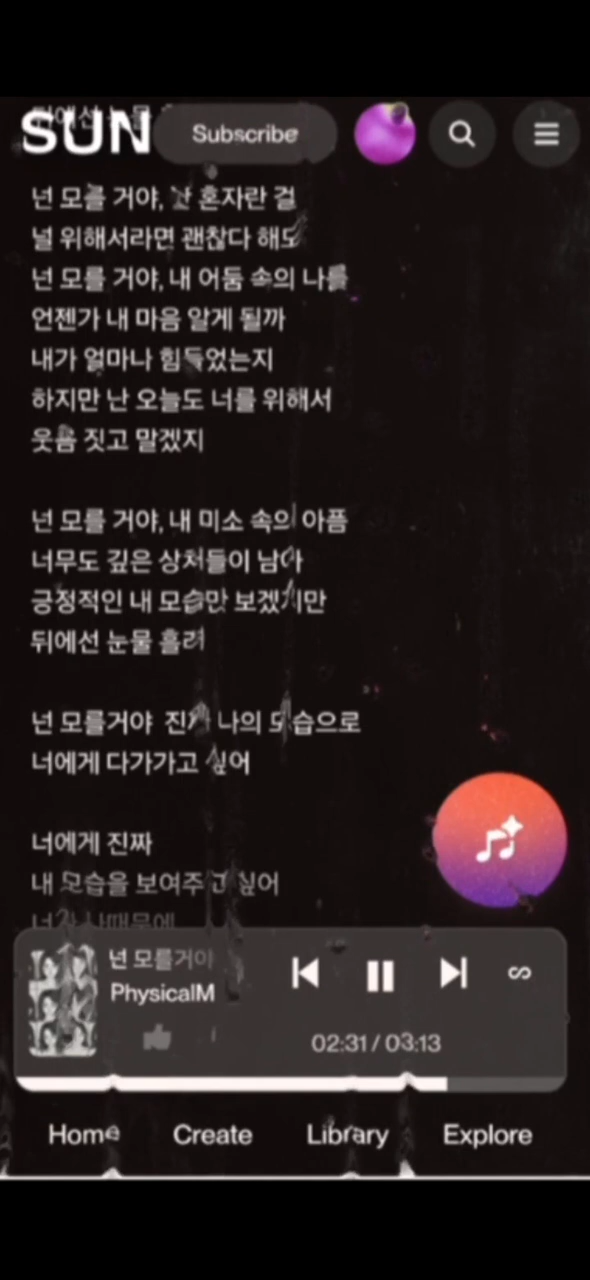 SUN
Subscribe
넌 모를 거야, 난 혼자란 걸
널 위해서라면 괜찮다 해도
넌 모를 거야, 내 어둠 속의 나를
언젠가 내 마음 알게 될까
내가 얼마나 힘들었는지
하지만 난 오늘도 너를 위해서
웃음 짓고 말겠지
넌 모를 거야, 내 미소 속의 아픔
너무도 깊은 상처들이 남아
긍정적인 내 모습만 보겠지만
뒤에선 눈물 흘려
넌 모를거야 진짜 나의 모습으로
너에게 다가가고 싶어
너에게 진짜
내 모습을 보여주고 싶어
넌 모를거야
PhysicalM
02:31 / 03:13
Home Create Library Explore